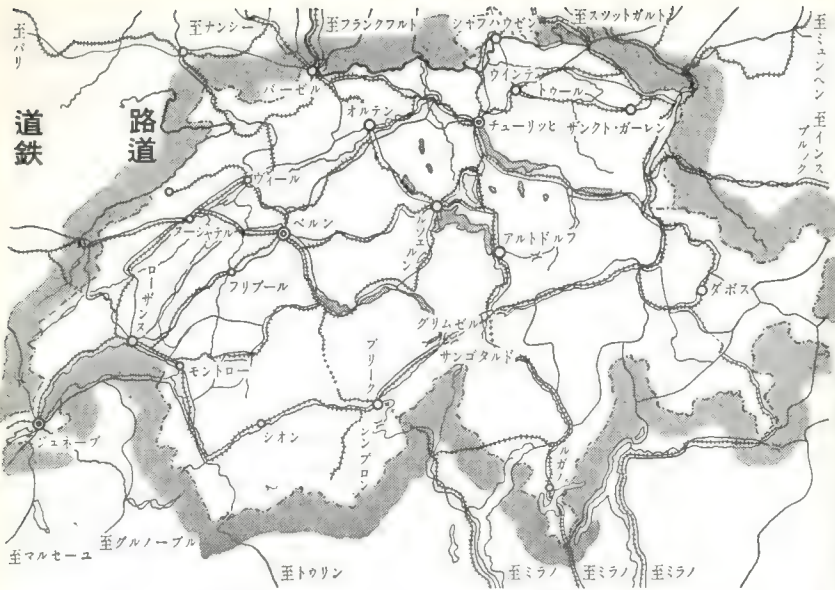 至ナンシー
至フランクフルト
シャフハウゼン
至スツットガルト
至パリ
至ミュンヘン
至インスブルック
道路
鉄道
バーゼル
オルテン
ウインテルトゥール
チューリッヒ
ザンクト・ガーレン
ヴィール
ヌーシャテル
ベルン
ルツェルン
アルトドルフ
ローザンヌ
フリブール
ダボス
グリムゼル
サンゴタルド
ブリーク
モントロー
シンプロン
シオン
ジュネーブ
ルガノ
至マルセーユ
至グルノーブル
至トゥリン
至ミラノ
至ミラノ
至ミラノ